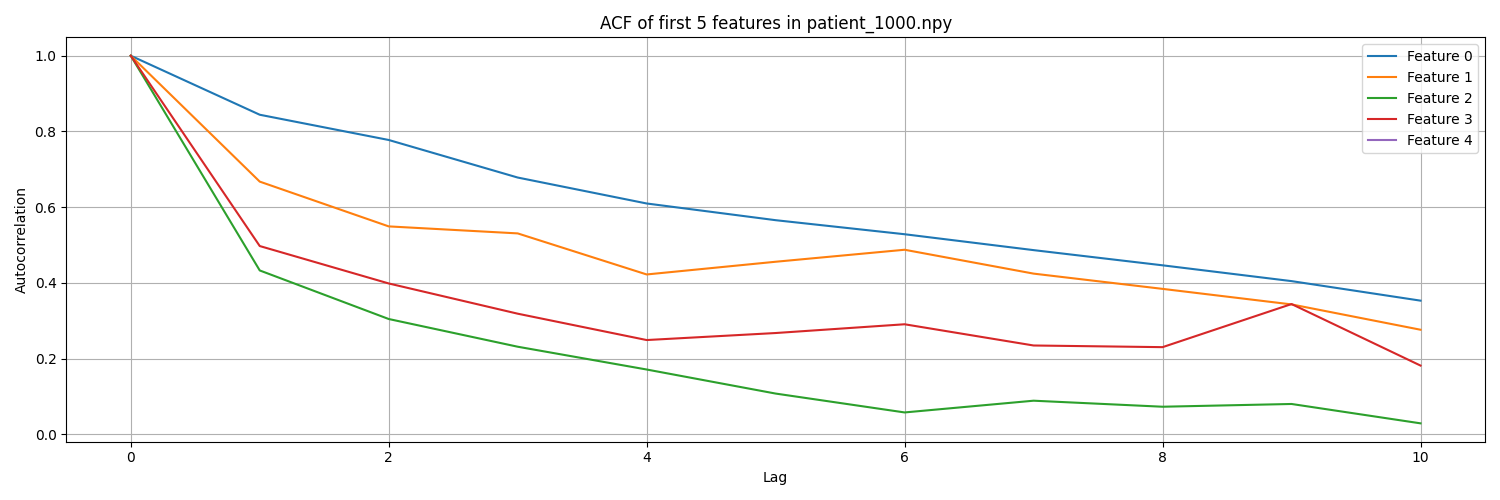 ACF of first 5 features in patient_1000.npy
Autocorrelation
1.0
0.8
0.6
0.4
0.2
0.0
0 2 4 6 8 10
Lag
Feature 0
Feature 1
Feature 2
Feature 3
Feature 4